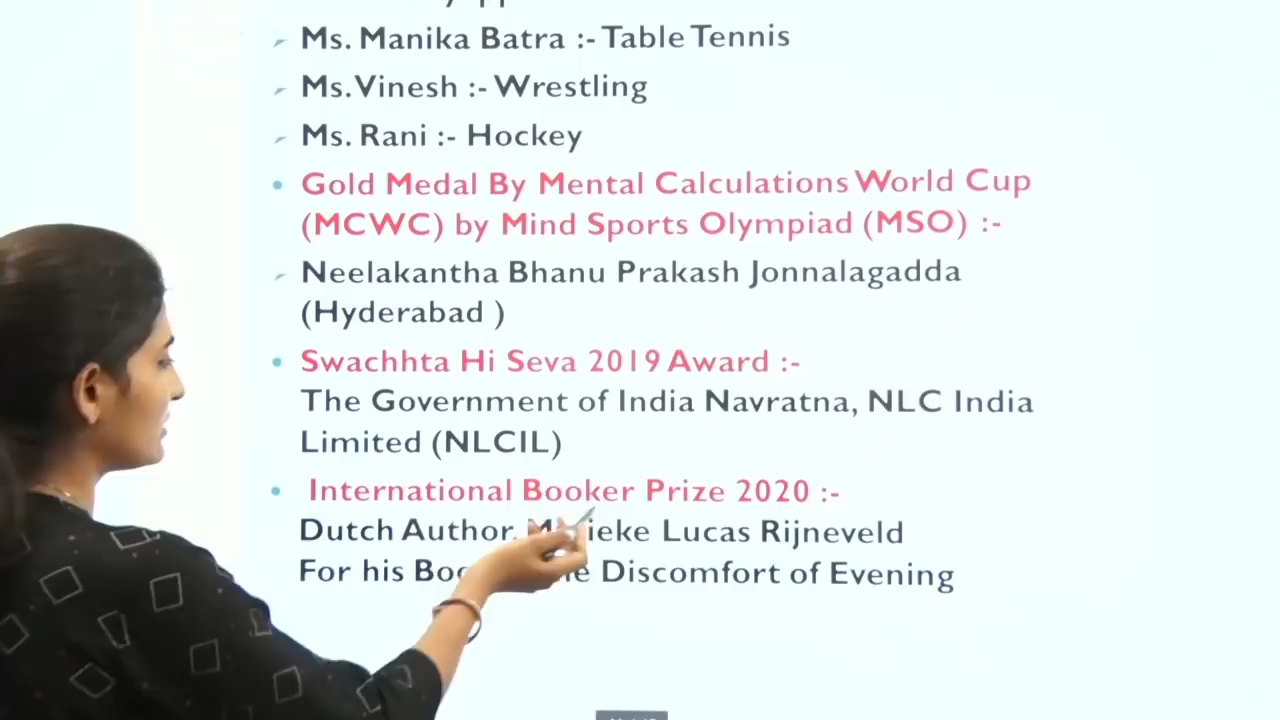 Ms. Manika Batra :- Table Tennis
Ms. Vinesh :- Wrestling
Ms. Rani :- Hockey
Gold Medal By Mental Calculations World Cup
(MCWC) by Mind Sports Olympiad (MSO) :-
Neelakantha Bhanu Prakash Jonnalagadda
(Hyderabad )
Swachhta Hi Seva 2019 Award :-
The Government of India Navratna, NLC India
Limited (NLCIL)
International Booker Prize 2020 :-
Dutch Author Lucas Rijneveld
For his Discomfort of Evening